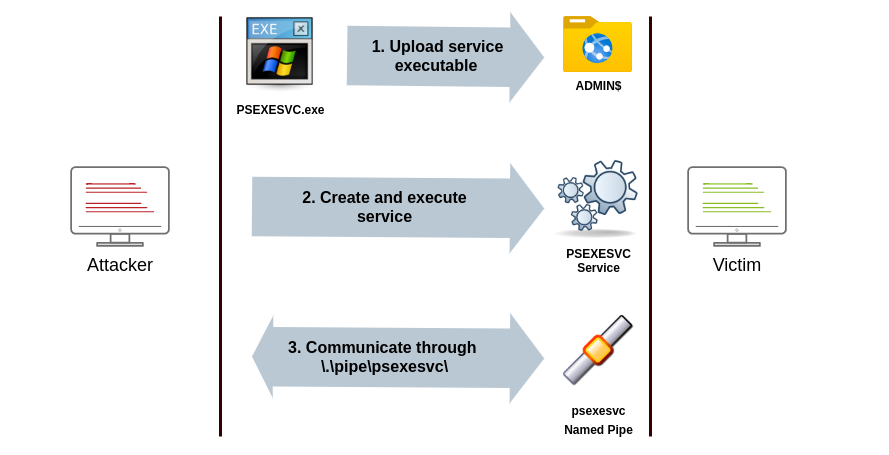 EXE
1. Upload service
executable
PSEXESVC.exe
ADMIN$
2. Create and execute
service
PSEXESVC
Service
Attacker
Victim
3. Communicate through
\.\pipe\psexesvc\
psexesvc
Named Pipe